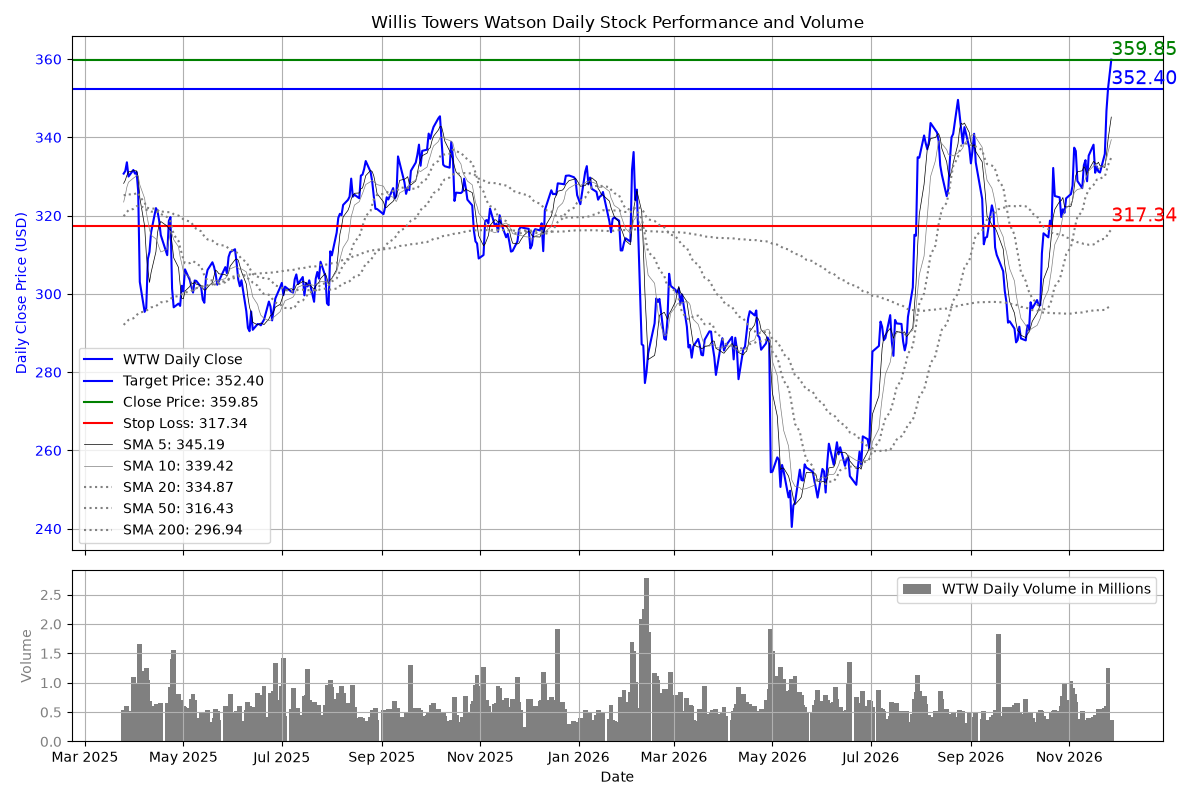 Willis Towers Watson Daily Stock Performance and Volume
Daily Close Price (USD)
360
340
320
300
280
260
240
359.85
352.40
317.34
WTW Daily Close
Target Price: 352.40
Close Price: 359.85
Stop Loss: 317.34
SMA 5: 345.19
SMA 10: 339.42
SMA 20: 334.87
SMA 50: 316.43
SMA 200: 296.94
Volume
2.5
2.0
1.5
1.0
0.5
0.0
WTW Daily Volume in Millions
Mar 2025
May 2025
Jul 2025
Sep 2025
Nov 2025
Jan 2026
Mar 2026
May 2026
Jul 2026
Sep 2026
Nov 2026
Date